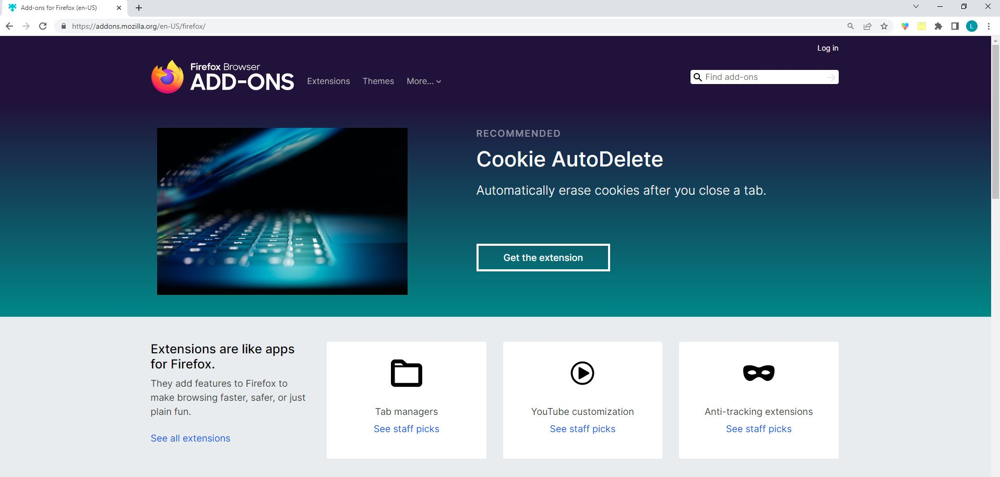 Add-ons for Firefox (en-US)
https://addons.mozilla.org/en-US/firefox/
L
Log in
Firefox Browser
ADD-ONS
Extensions
Themes
More...
Find add-ons
RECOMMENDED
Cookie AutoDelete
Automatically erase cookies after you close a tab.
Get the extension
Extensions are like apps
for Firefox.
They add features to Firefox to
make browsing faster, safer, or just
plain fun.
See all extensions
Tab managers
See staff picks
YouTube customization
See staff picks
Anti-tracking extensions
See staff picks